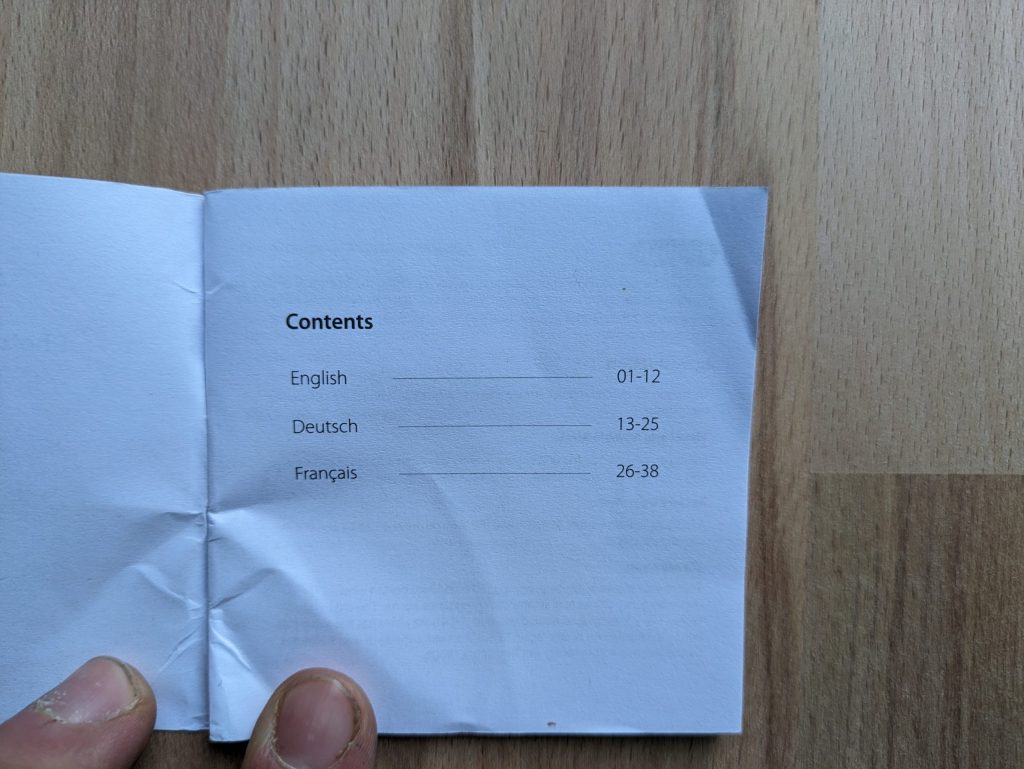 Contents
English 01-12
Deutsch 13-25
Français 26-38